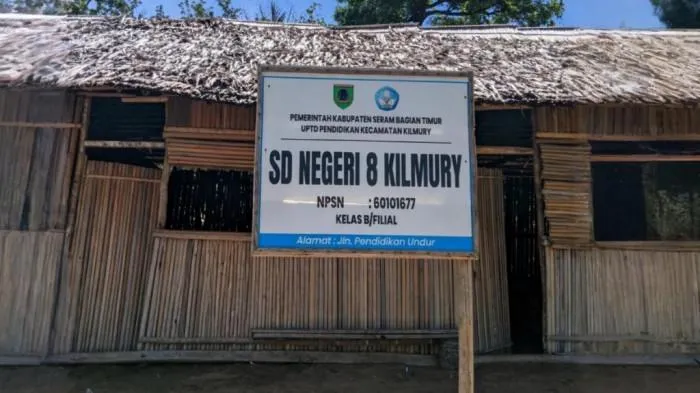 PEMERINTAH KABUPATEN SERAM BAGIAN TIMUR
UPTD PENDIDIKAN KECAMATAN KILMURY
SD NEGERI 8 KILMURY
NPSN : 60101677
KELAS B/FILIAL
Alamat : Jln. Pendidikan Undur